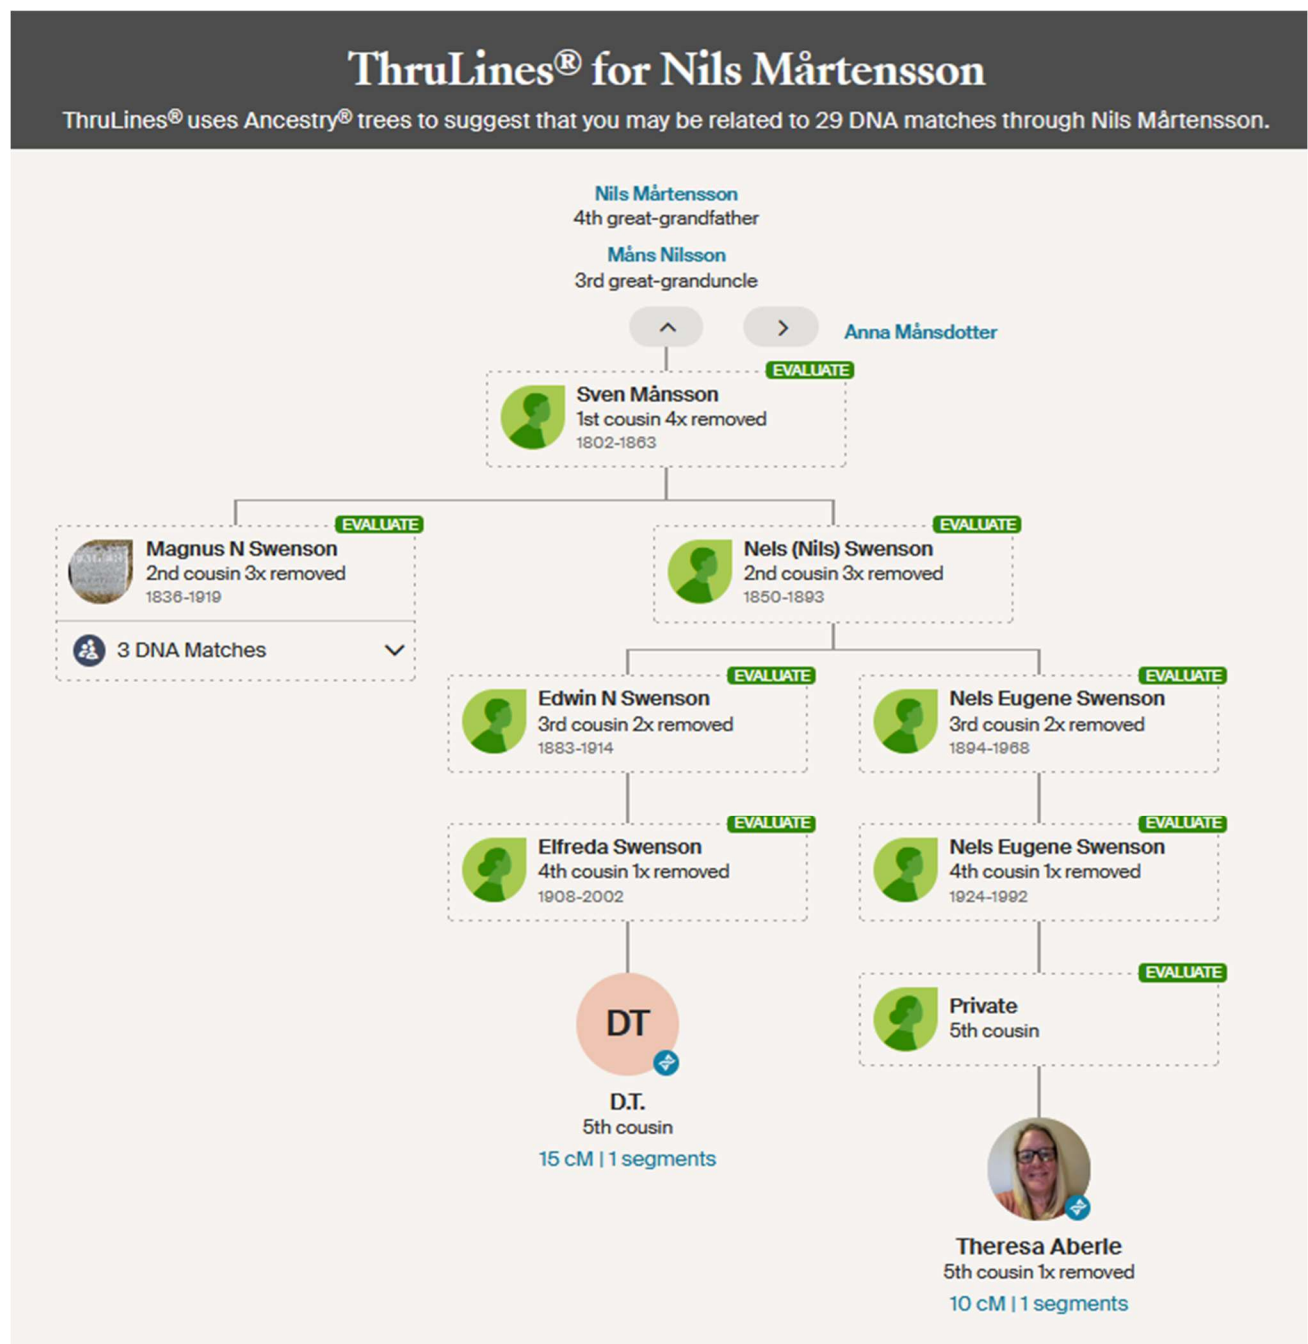 ThruLines® for Nils Mårtensson
ThruLines® uses Ancestry® trees to suggest that you may be related to 29 DNA matches through Nils Mårtensson.
Nils Mårtensson
4th great-grandfather
Måns Nilsson
3rd great-granduncle
Anna Månsdotter
EVALUATE
Sven Månsson
1st cousin 4x removed
1802-1863
EVALUATE
Magnus N Swenson
2nd cousin 3x removed
1836-1919
3 DNA Matches
EVALUATE
Nels (Nils) Swenson
2nd cousin 3x removed
1850-1893
EVALUATE
Edwin N Swenson
3rd cousin 2x removed
1883-1914
EVALUATE
Nels Eugene Swenson
3rd cousin 2x removed
1894-1968
EVALUATE
Elfreda Swenson
4th cousin 1x removed
1908-2002
EVALUATE
Nels Eugene Swenson
4th cousin 1x removed
1924-1992
DT
D.T.
5th cousin
15 cM | 1 segments
EVALUATE
Private
5th cousin
Theresa Aberle
5th cousin 1x removed
10 cM | 1 segments